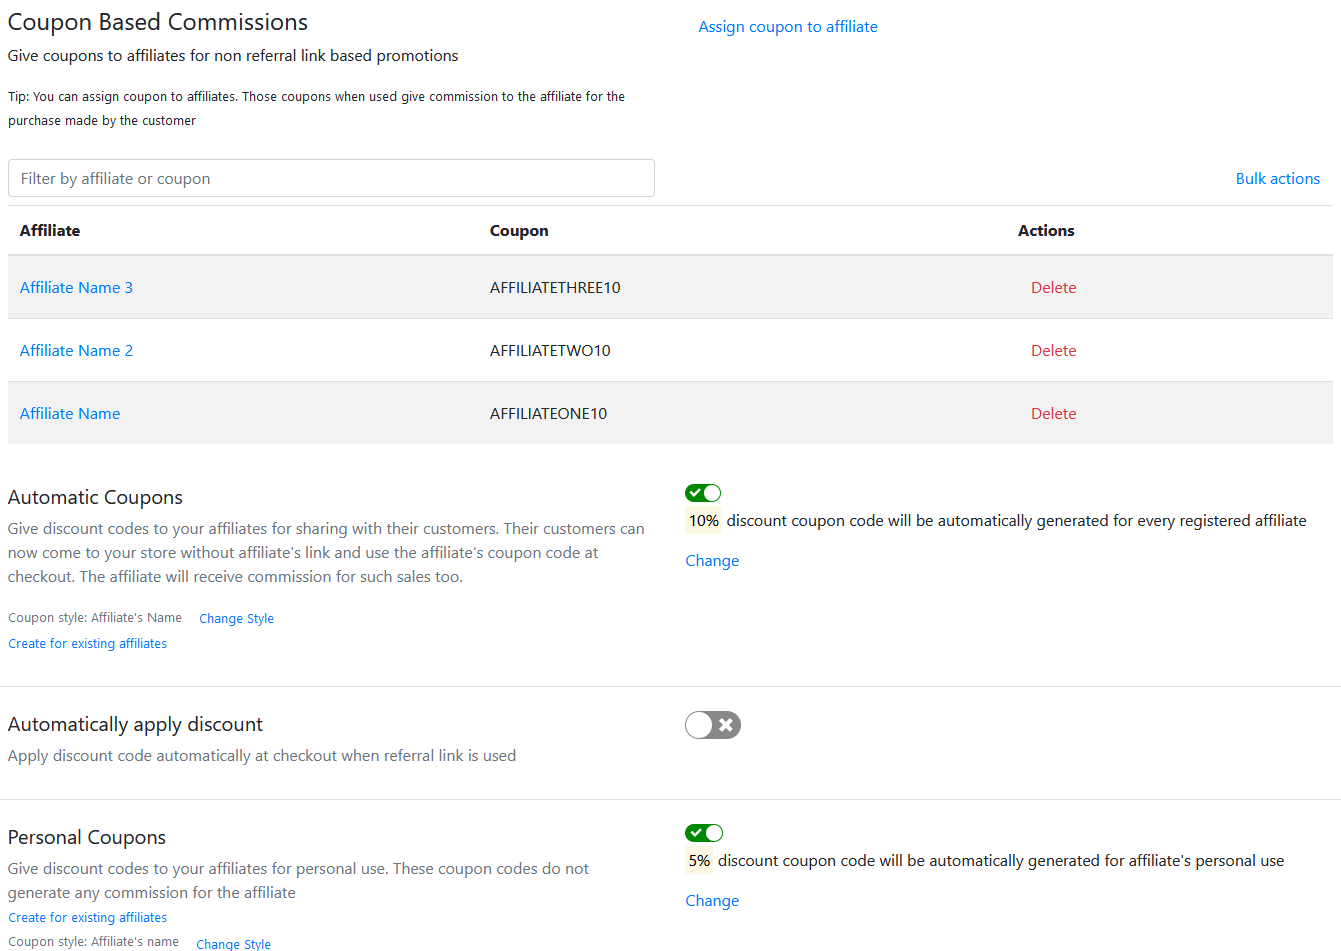 Coupon Based Commissions
Assign coupon to affiliate
Give coupons to affiliates for non referral link based promotions
Tip: You can assign coupon to affiliates. Those coupons when used give commission to the affiliate for the
purchase made by the customer
Filter by affiliate or coupon
Bulk actions
Affiliate Coupon Actions
Affiliate Name 3 AFFILIATETHREE10 Delete
Affiliate Name 2 AFFILIATETWO10 Delete
Affiliate Name AFFILIATEONE10 Delete
Automatic Coupons
Give discount codes to your affiliates for sharing with their customers. Their customers can
now come to your store without affiliate's link and use the affiliate's coupon code at
checkout. The affiliate will receive commission for such sales too.
Coupon style: Affiliate's Name Change Style
Create for existing affiliates
10% discount coupon code will be automatically generated for every registered affiliate
Change
Automatically apply discount
Apply discount code automatically at checkout when referral link is used
Personal Coupons
Give discount codes to your affiliates for personal use. These coupon codes do not
generate any commission for the affiliate
Create for existing affiliates
Coupon style: Affiliate's name Change Style
5% discount coupon code will be automatically generated for affiliate's personal use
Change